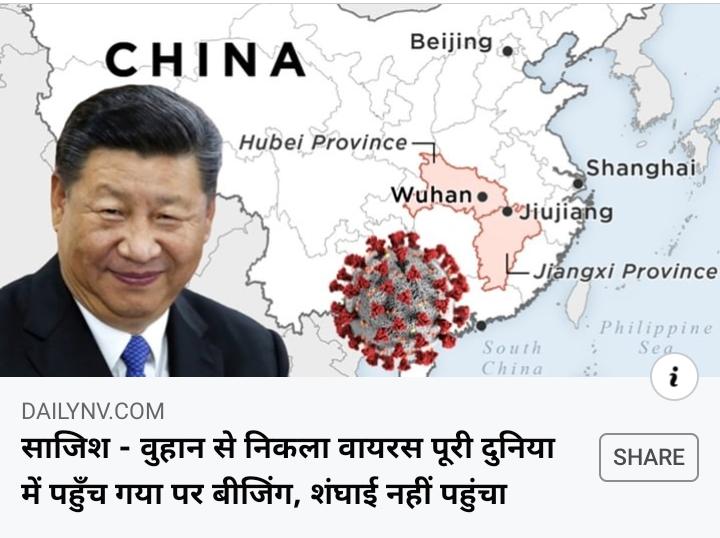 CHINA
Beijing
Hubei Province
Shanghai
Wuhan
Jiujiang
Jiangxi Province
Philippine
Sea
South
China
i
DAILYNV.COM
साजिश - वुहान से निकला वायरस पूरी दुनिया
में पहुँच गया पर बीजिंग, शंघाई नहीं पहुंचा
SHARE